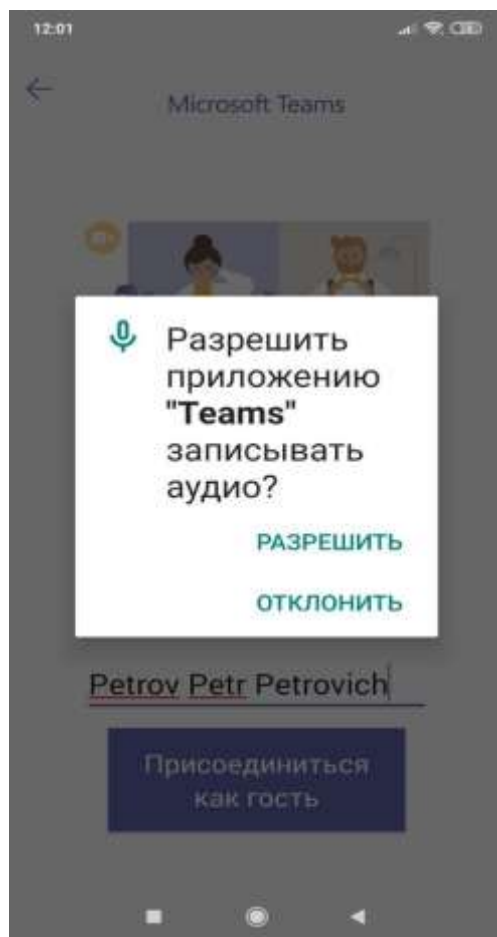 12:01
Microsoft Teams
Разрешить
приложению
"Teams"
записывать
аудио?
РАЗРЕШИТЬ
ОТКЛОНИТЬ
Petrov Petr Petrovich
Присоединиться
как гость